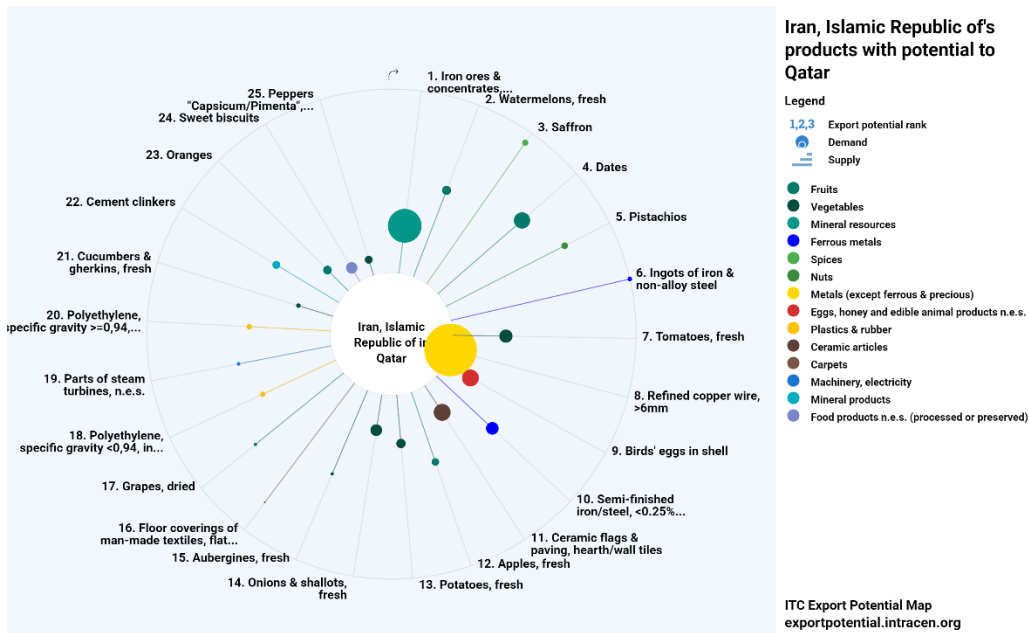 Iran, Islamic Republic of's
products with potential to
Qatar
Legend
1,2,3 Export potential rank
Demand
Supply
Fruits
Vegetables
Mineral resources
Ferrous metals
Spices
Nuts
Metals (except ferrous & precious)
Eggs, honey and edible animal products n.e.s.
Plastics & rubber
Ceramic articles
Carpets
Machinery, electricity
Mineral products
Food products n.e.s. (processed or preserved)
1. Iron ores &
concentrates,...
2. Watermelons, fresh
3. Saffron
4. Dates
5. Pistachios
6. Ingots of iron &
non-alloy steel
7. Tomatoes, fresh
8. Refined copper wire,
>6mm
9. Birds' eggs in shell
10. Semi-finished
iron/steel, <0.25%...
11. Ceramic flags &
paving, hearth/wall tiles
12. Apples, fresh
13. Potatoes, fresh
14. Onions & shallots,
fresh
15. Aubergines, fresh
16. Floor coverings of
man-made textiles, flat...
17. Grapes, dried
18. Polyethylene,
specific gravity <0,94, in...
19. Parts of steam
turbines, n.e.s.
20. Polyethylene,
specific gravity >=0,94,...
21. Cucumbers &
gherkins, fresh
22. Cement clinkers
23. Oranges
24. Sweet biscuits
25. Peppers
"Capsicum/Pimenta",...
Iran, Islamic
Republic of in
Qatar
ITC Export Potential Map
exportpotential.intracen.org